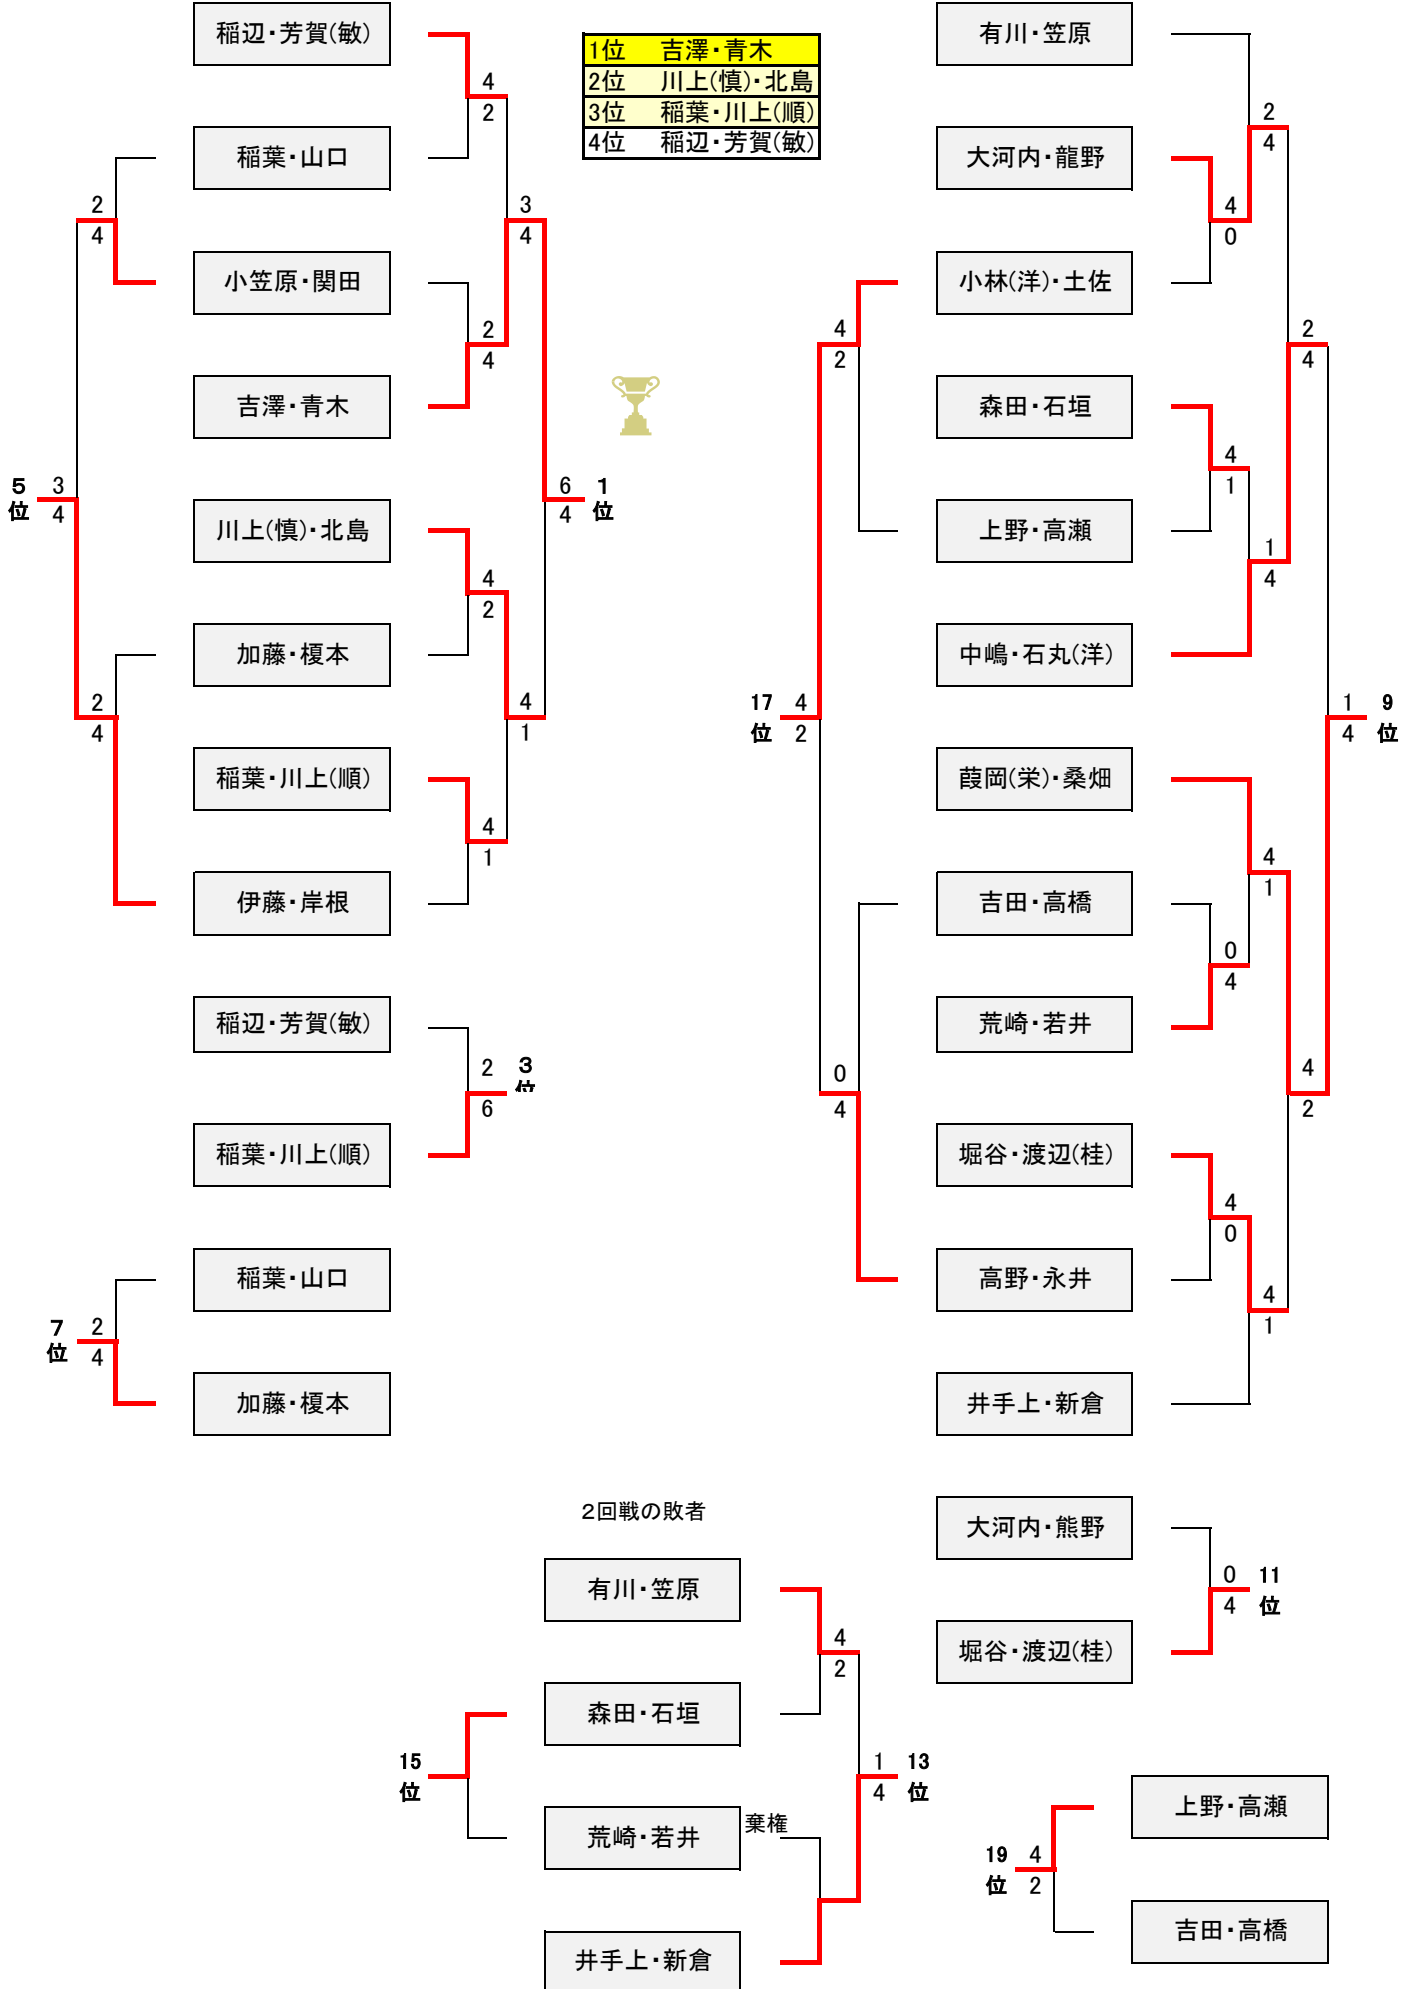 稲辺・芳賀(敏)
4
2
稲葉・山口
2
4
3
4
小笠原・関田
2
4
吉澤・青木
5
位
3
4
6
4
1
位
川上(慎)・北島
4
2
加藤・榎本
2
4
4
1
稲葉・川上(順)
4
1
伊藤・岸根
稲辺・芳賀(敏)
2
6
3
位
稲葉・川上(順)
稲葉・山口
7
位
2
4
加藤・榎本
1位 吉澤・青木
2位 川上(慎)・北島
3位 稲葉・川上(順)
4位 稲辺・芳賀(敏)
有川・笠原
2
4
大河内・龍野
4
0
小林(洋)・土佐
4
2
2
4
森田・石垣
4
1
上野・高瀬
1
4
中嶋・石丸(洋)
17
位
4
2
1
4
9
位
葭岡(栄)・桑畑
4
1
吉田・高橋
0
4
荒崎・若井
0
4
4
2
堀谷・渡辺(桂)
4
0
高野・永井
4
1
井手上・新倉
大河内・熊野
0
4
11
位
堀谷・渡辺(桂)
2回戦の敗者
有川・笠原
4
2
森田・石垣
15
位
1
4
13
位
荒崎・若井
棄権
井手上・新倉
上野・高瀬
19
位
4
2
吉田・高橋